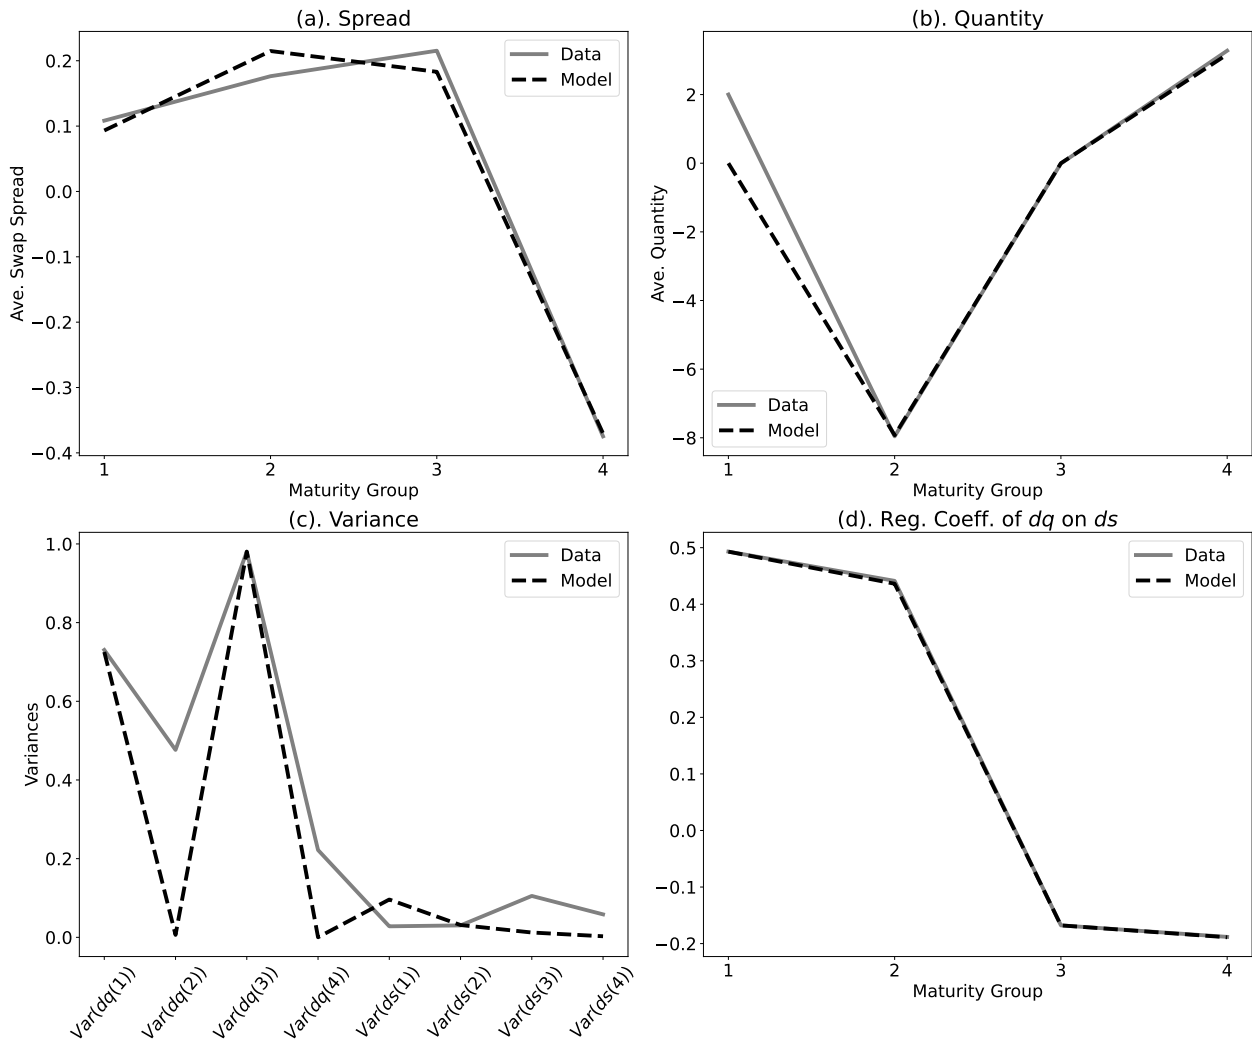 (a). Spread
Data
Model
0.2
0.1
0.0
−0.1
−0.2
−0.3
−0.4
Ave. Swap Spread
1
2
3
4
Maturity Group
(b). Quantity
2
0
−2
−4
−6
−8
Ave. Quantity
Data
Model
1
2
3
4
Maturity Group
(c). Variance
Data
Model
1.0
0.8
0.6
0.4
0.2
0.0
Variances
Var(dq(1))
Var(dq(2))
Var(dq(3))
Var(dq(4))
Var(ds(1))
Var(ds(2))
Var(ds(3))
Var(ds(4))
(d). Reg. Coeff. of dq on ds
Data
Model
0.5
0.4
0.3
0.2
0.1
0.0
−0.1
−0.2
1
2
3
4
Maturity Group